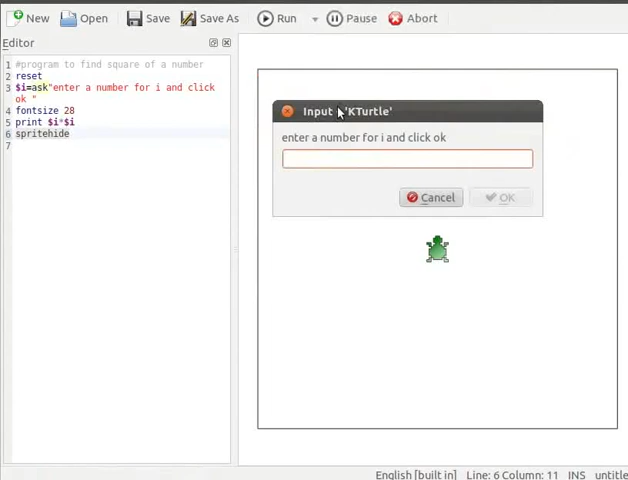 New Open Save Save As Run Pause Abort
Editor
1 #program to find square of a number
2 reset
3 $i=ask"enter a number for i and click
ok "
4 fontsize 28
5 print $i*$i
6 spritehide
7
Input 'KTurtle'
enter a number for i and click ok
Cancel OK
English [built in] Line: 6 Column: 11 INS untitle